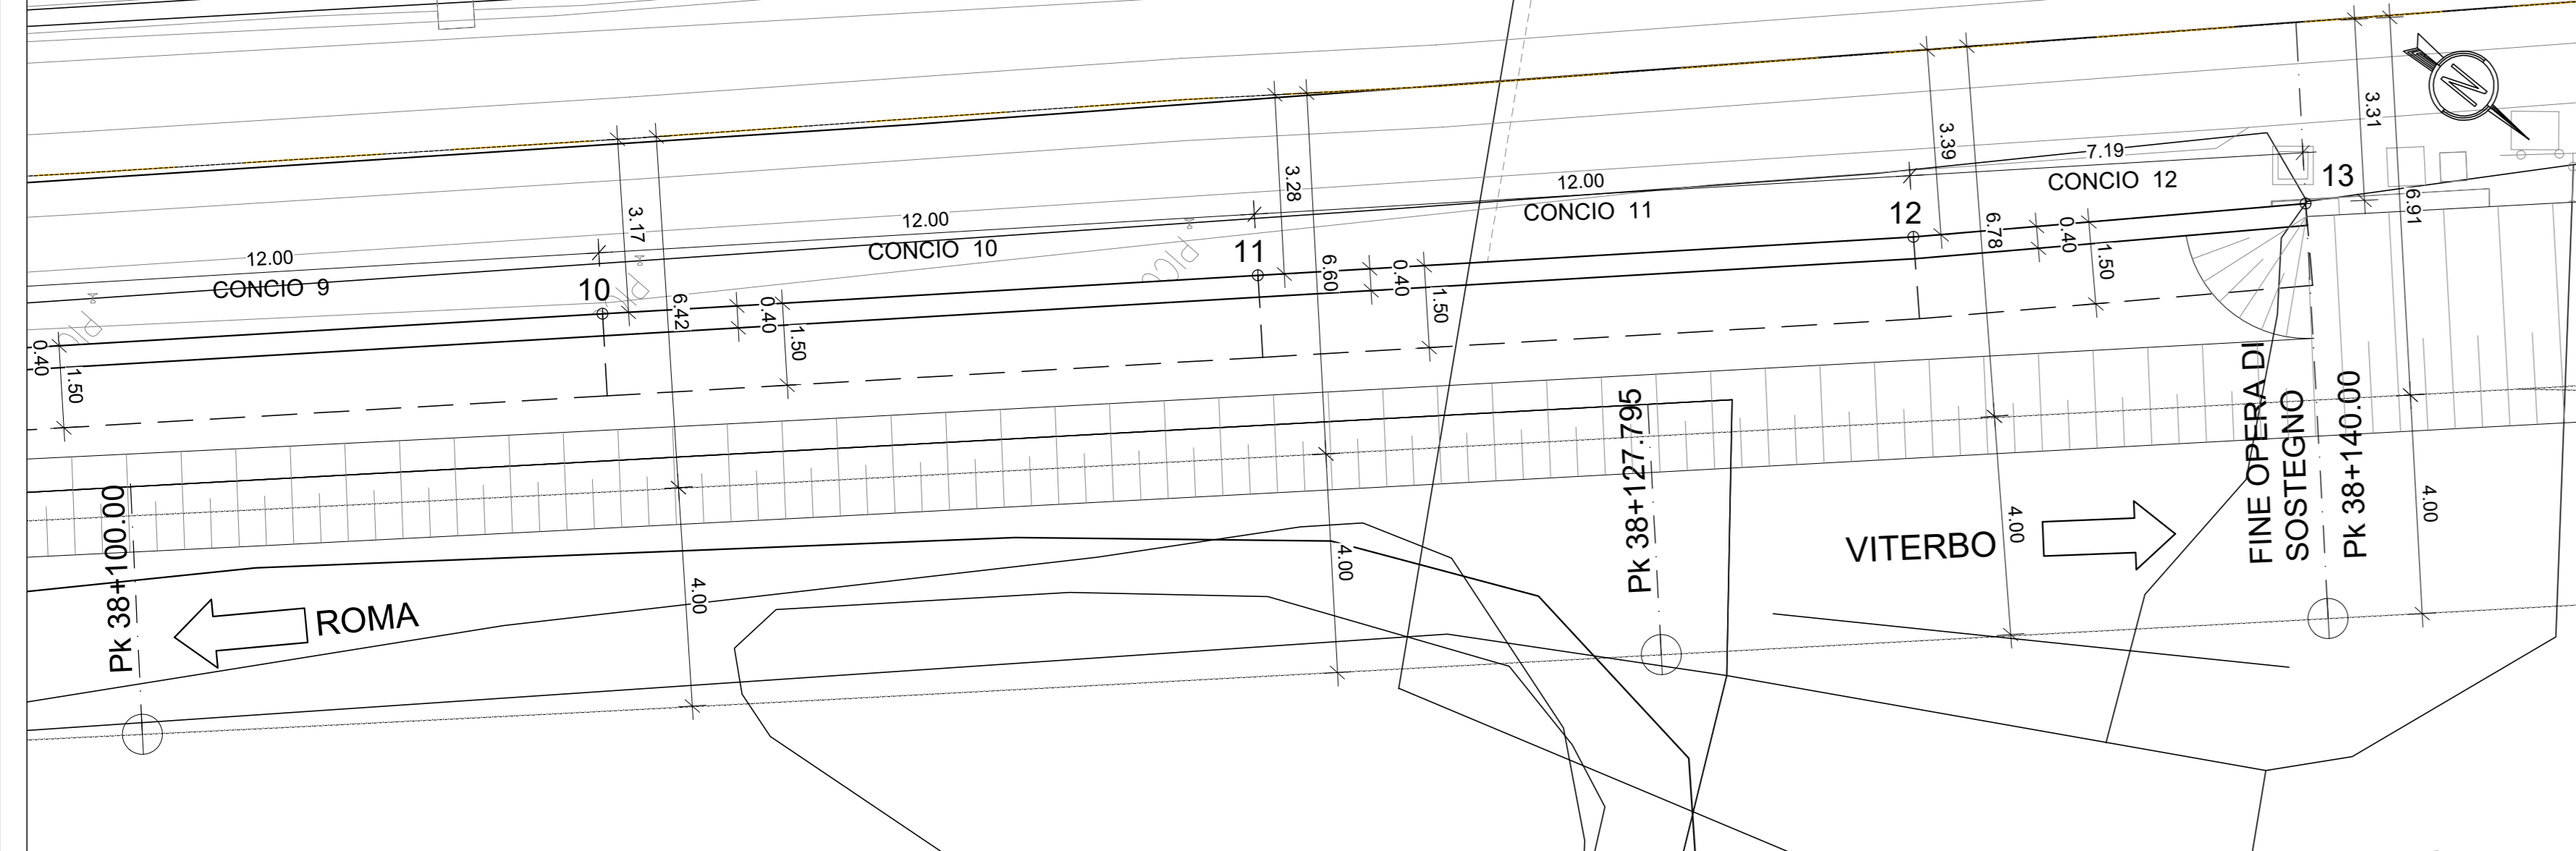 3.31
3.39
7.19
CONCIO 12
13
12.00
CONCIO 11
12
6.91
3.28
3.17
12.00
CONCIO 10
11
6.78
0.40
1.50
12.00
CONCIO 9
10
6.60
0.40
1.50
6.42
0.40
1.50
0.40
1.50
N
Pk 38+100.00
ROMA
4.00
4.00
Pk 38+127.795
VITERBO
4.00
FINE OPERA DI
SOSTEGNO
Pk 38+140.00
4.00